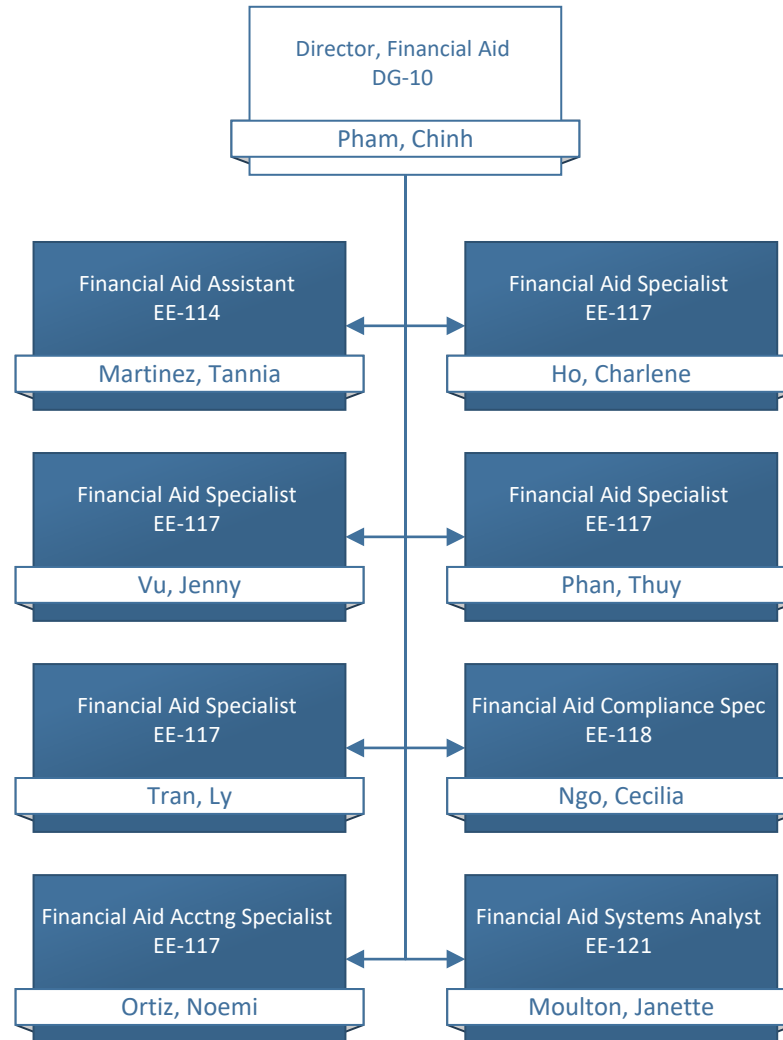 Director, Financial Aid
DG-10
Pham, Chinh
Financial Aid Assistant
EE-114
Martinez, Tannia
Financial Aid Specialist
EE-117
Ho, Charlene
Financial Aid Specialist
EE-117
Vu, Jenny
Financial Aid Specialist
EE-117
Phan, Thuy
Financial Aid Specialist
EE-117
Tran, Ly
Financial Aid Compliance Spec
EE-118
Ngo, Cecilia
Financial Aid Acctng Specialist
EE-117
Ortiz, Noemi
Financial Aid Systems Analyst
EE-121
Moulton, Janette